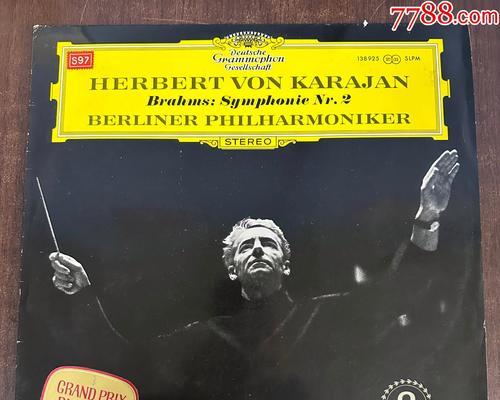 7788.com
S97
Deutsche
Grammophon
Gesellschaft
138925 SLPM
HERBERT VON KARAJAN
Brahms: Symphonie Nr. 2
BERLINER PHILHARMONIKER
STEREO
GRAND PRIX